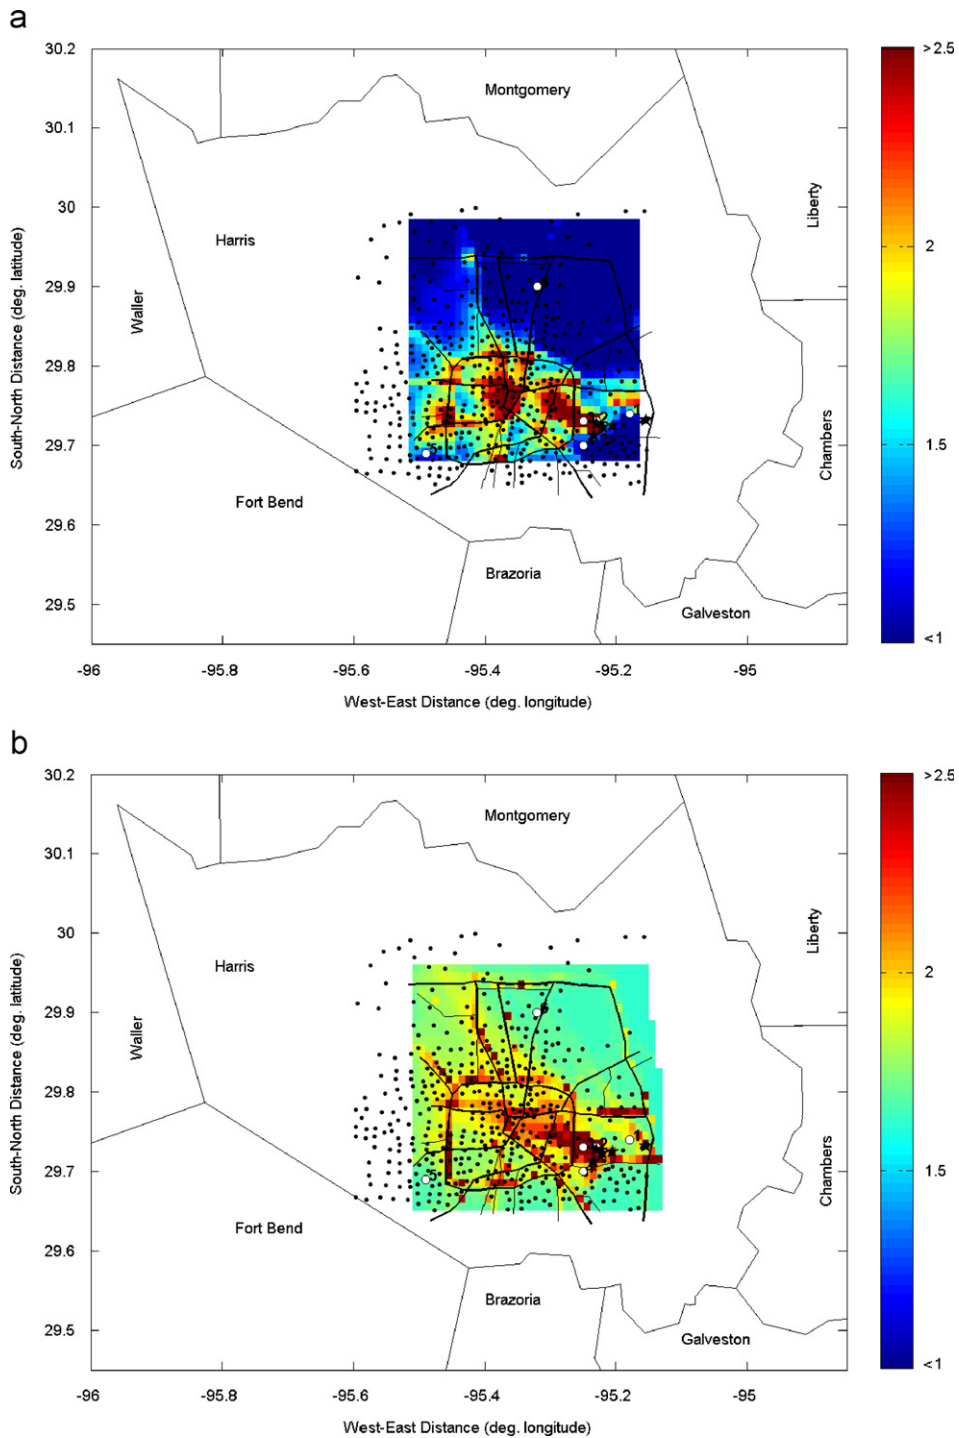 a
30.2
30.1
30
29.9
29.8
29.7
29.6
29.5
South-North Distance (deg. latitude)
Montgomery
Harris
Liberty
Waller
Chambers
Fort Bend
Brazoria
Galveston
5
-96
-95.8
-95.6
-95.4
-95.2
-95
West-East Distance (deg. longitude)
>2.5
2
1.5
<1
b
30.2
30.1
30
29.9
29.8
29.7
29.6
29.5
South-North Distance (deg. latitude)
Montgomery
Harris
Liberty
Waller
Chambers
Fort Bend
Brazoria
Galveston
6
5
-96
-95.8
-95.6
-95.4
-95.2
-95
West-East Distance (deg. longitude)
>2.5
2
1.5
<1